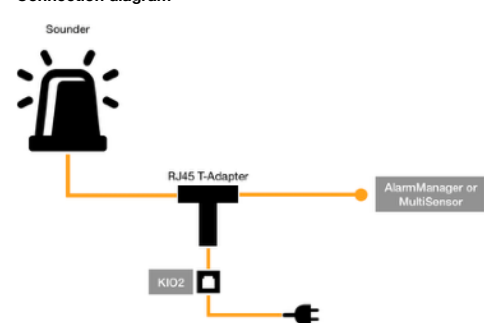 Connection diagram
Sounder
RJ45 T-Adapter
AlarmManager or
MultiSensor
KIO2